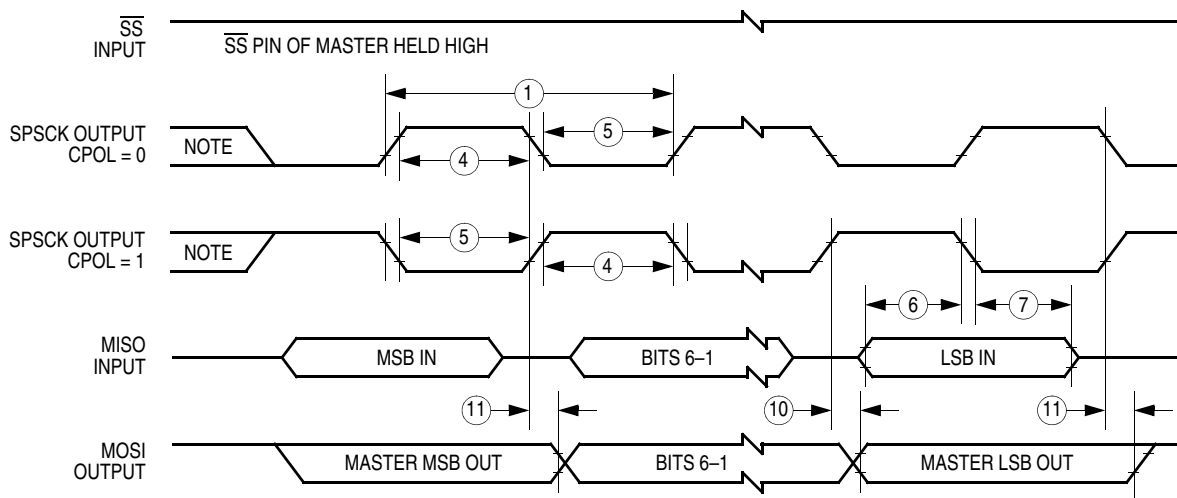 SS
INPUT
SS PIN OF MASTER HELD HIGH
1
SPSCK OUTPUT
CPOL = 0
NOTE
5
4
SPSCK OUTPUT
CPOL = 1
NOTE
5
4
6
7
MISO
INPUT
MSB IN
BITS 6–1
LSB IN
11
10
11
MOSI
OUTPUT
MASTER MSB OUT
BITS 6–1
MASTER LSB OUT